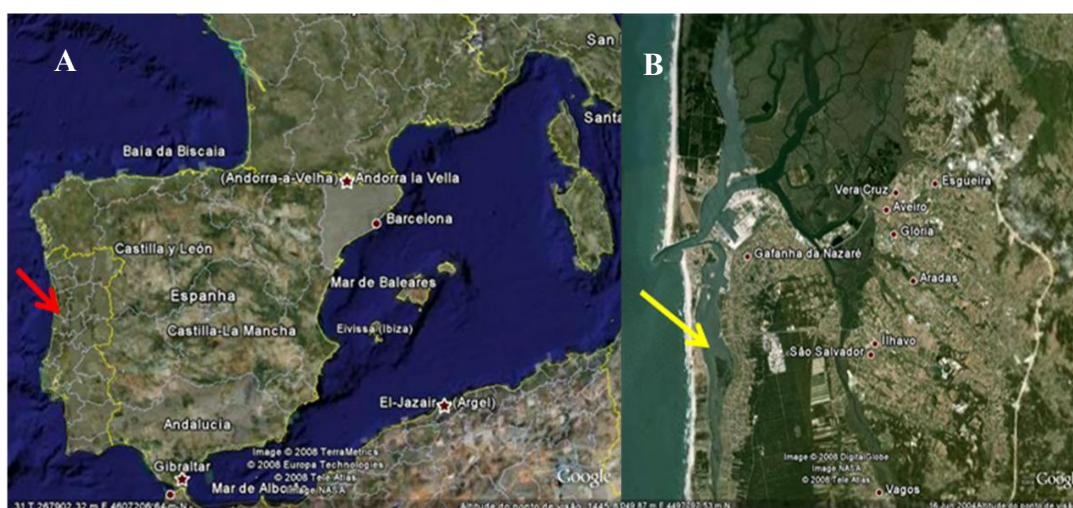 A
San
Santa
Baía da Biscaia
(Andorra-a-Velha) Andorra la Vella
Barcelona
Castilla y León
Espanha
Mar de Baleares
Eivissa (Ibiza)
Castilla-La Mancha
El-Jazair (Argel)
Andalucía
Gibraltar
Mar de
Image © 2008 TerraMetrics
© 2008 Europa Technologies
© 2008 Tele Atlas
Image NASA
Google
B
Vera Cruz
Esgueira
Aveiro
Glória
Gafanha da Nazaré
Aradas
Ílhavo
São Salvador
Image © 2008 DigitalGlobe
Image NASA
© 2008 Tele Atlas
Goog
Vagos